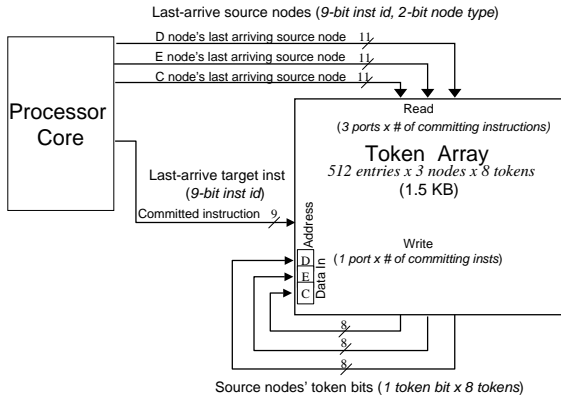 Last-arrive source nodes (9-bit inst id, 2-bit node type)
D node's last arriving source node 11
E node's last arriving source node 11
C node's last arriving source node 11
Processor
Core
Read
(3 ports x # of committing instructions)
Token Array
512 entries x 3 nodes x 8 tokens
(1.5 KB)
Last-arrive target inst
(9-bit inst id)
Committed instruction 9
Address
Write
(1 port x # of committing insts)
Data In
D
E
C
8
8
8
Source nodes' token bits (1 token bit x 8 tokens)